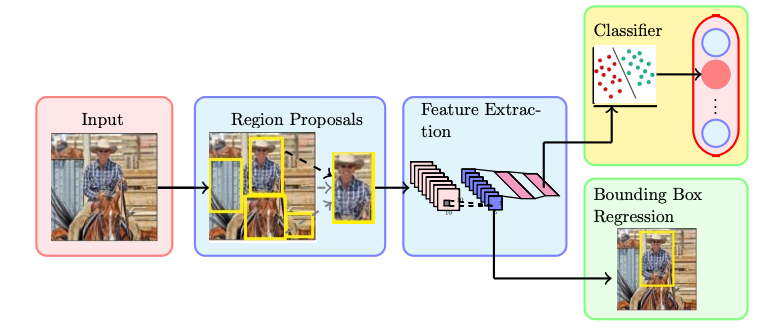 Input
Region Proposals
Feature Extrac-
tion
Classifier
Bounding Box
Regression